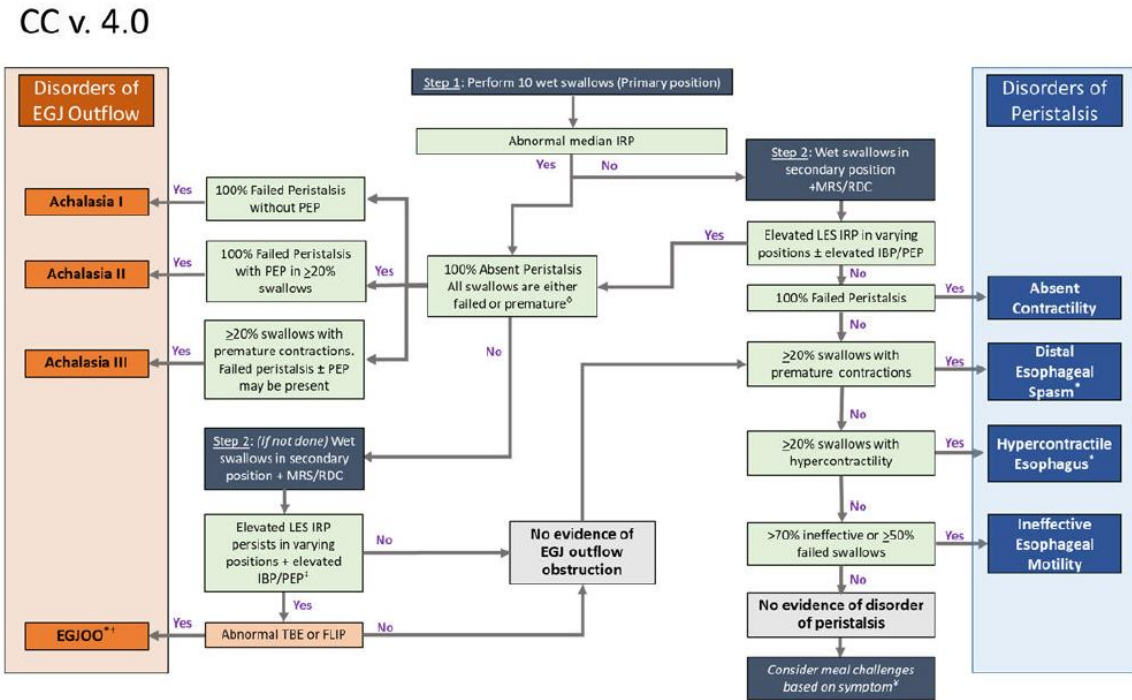 CC v. 4.0
Disorders of
EGJ Outflow
Achalasia I
Achalasia II
Achalasia III
EGJOO*†
Yes
100% Failed Peristalsis
without PEP
Yes
100% Failed Peristalsis
with PEP in ≥20%
swallows
Yes
≥20% swallows with
premature contractions.
Failed peristalsis ± PEP
may be present
Yes
Step 1: Perform 10 wet swallows (Primary position)
Abnormal median IRP
Yes
No
100% Absent Peristalsis
All swallows are either
failed or premature◊
Yes
No
Step 2: (if not done) Wet
swallows in secondary
position + MRS/RDC
Elevated LES IRP
persists in varying
positions + elevated
IBP/PEP‡
No
Yes
Abnormal TBE or FLIP
Yes
No
No evidence of
EGJ outflow
obstruction
Step 2: Wet swallows in
secondary position
+MRS/RDC
Elevated LES IRP in varying
positions ± elevated IBP/PEP
No
100% Failed Peristalsis
Yes
No
≥20% swallows with
premature contractions
Yes
No
≥20% swallows with
hypercontractility
Yes
No
>70% ineffective or ≥50%
failed swallows
Yes
No
No evidence of disorder
of peristalsis
Consider meal challenges
based on symptom¥
Disorders of
Peristalsis
Absent
Contractility
Distal
Esophageal
Spasm*
Hypercontractile
Esophagus*
Ineffective
Esophageal
Motility